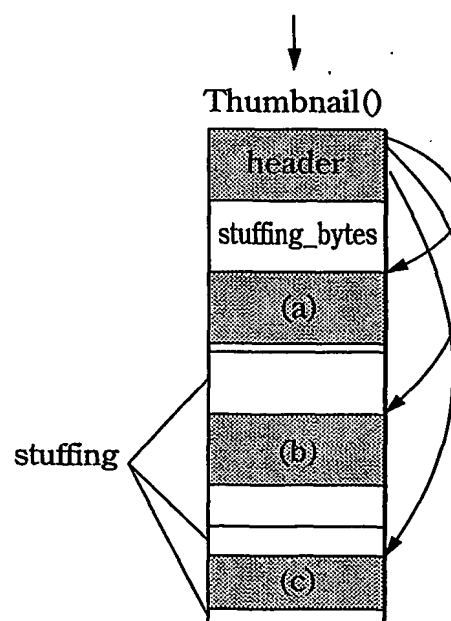 Thumbnail()
header
stuffing_bytes
(a)
(b)
stuffing
(c)